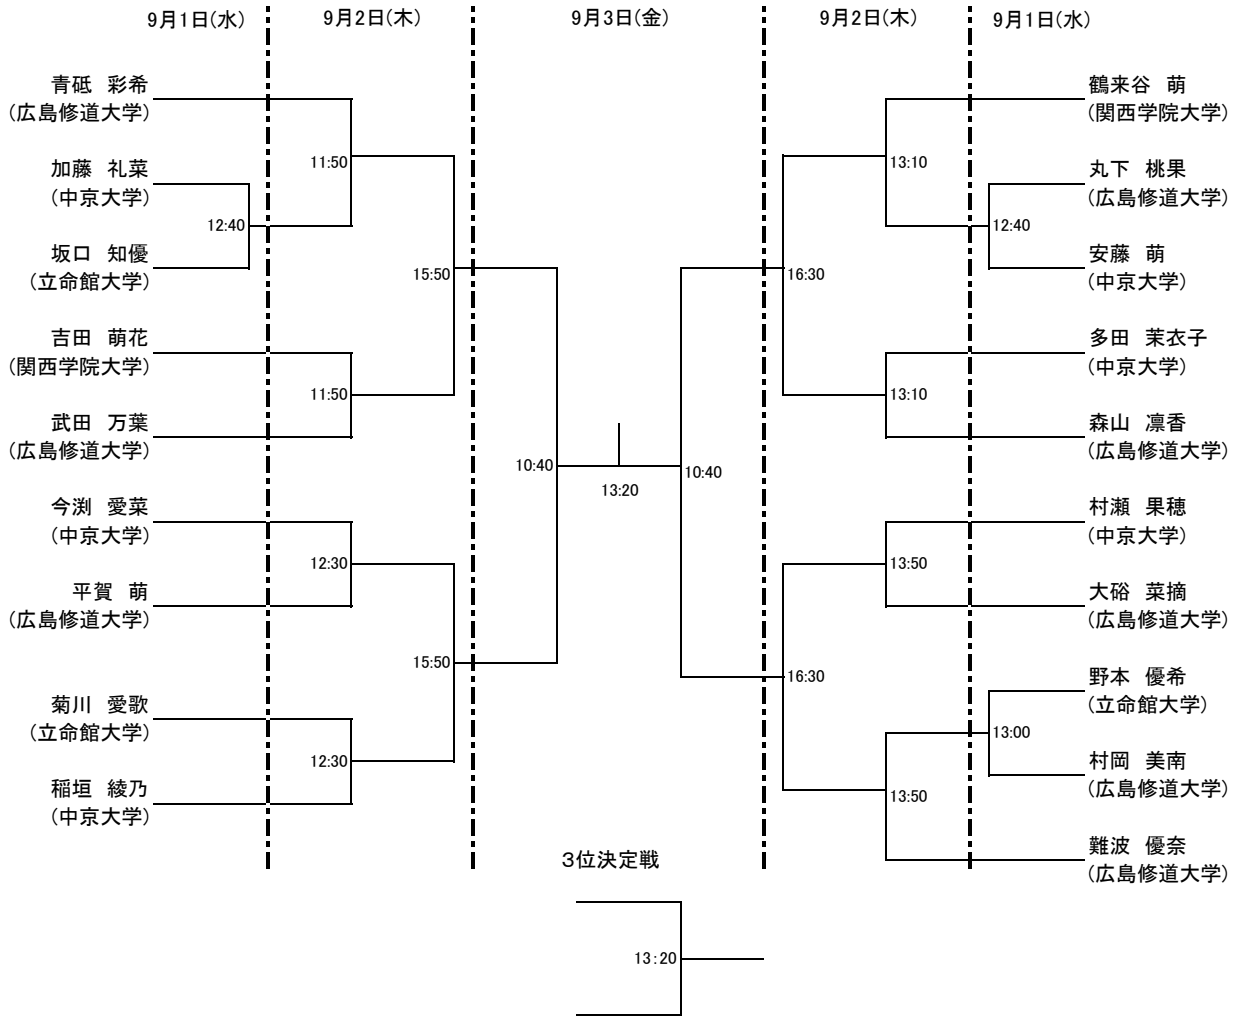 9月1日(水)
9月2日(木)
9月3日(金)
9月2日(木)
9月1日(水)
青砥 彩希
(広島修道大学)
11:50
加藤 礼菜
(中京大学)
12:40
坂口 知優
(立命館大学)
15:50
吉田 萌花
(関西学院大学)
11:50
武田 万葉
(広島修道大学)
10:40
今渕 愛菜
(中京大学)
12:30
平賀 萌
(広島修道大学)
15:50
菊川 愛歌
(立命館大学)
12:30
稲垣 綾乃
(中京大学)
13:20
鶴来谷 萌
(関西学院大学)
13:10
丸下 桃果
(広島修道大学)
12:40
安藤 萌
(中京大学)
16:30
多田 茉衣子
(中京大学)
13:10
森山 凛香
(広島修道大学)
10:40
村瀬 果穂
(中京大学)
13:50
大硲 菜摘
(広島修道大学)
16:30
野本 優希
(立命館大学)
13:00
村岡 美南
(広島修道大学)
13:50
難波 優奈
(広島修道大学)
3位決定戦
13:20